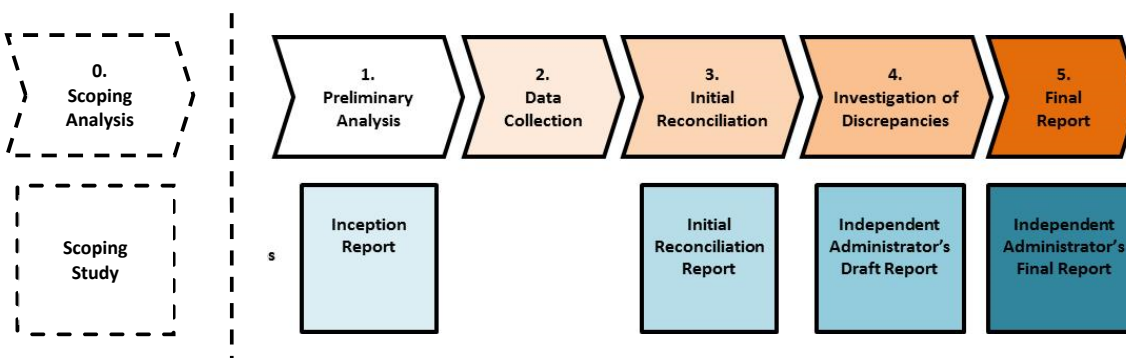 0.
Scoping
Analysis
1.
Preliminary
Analysis
2.
Data
Collection
3.
Initial
Reconciliation
4.
Investigation of
Discrepancies
5.
Final
Report
Scoping
Study
s
Inception
Report
Initial
Reconciliation
Report
Independent
Administrator’s
Draft Report
Independent
Administrator’s
Final Report